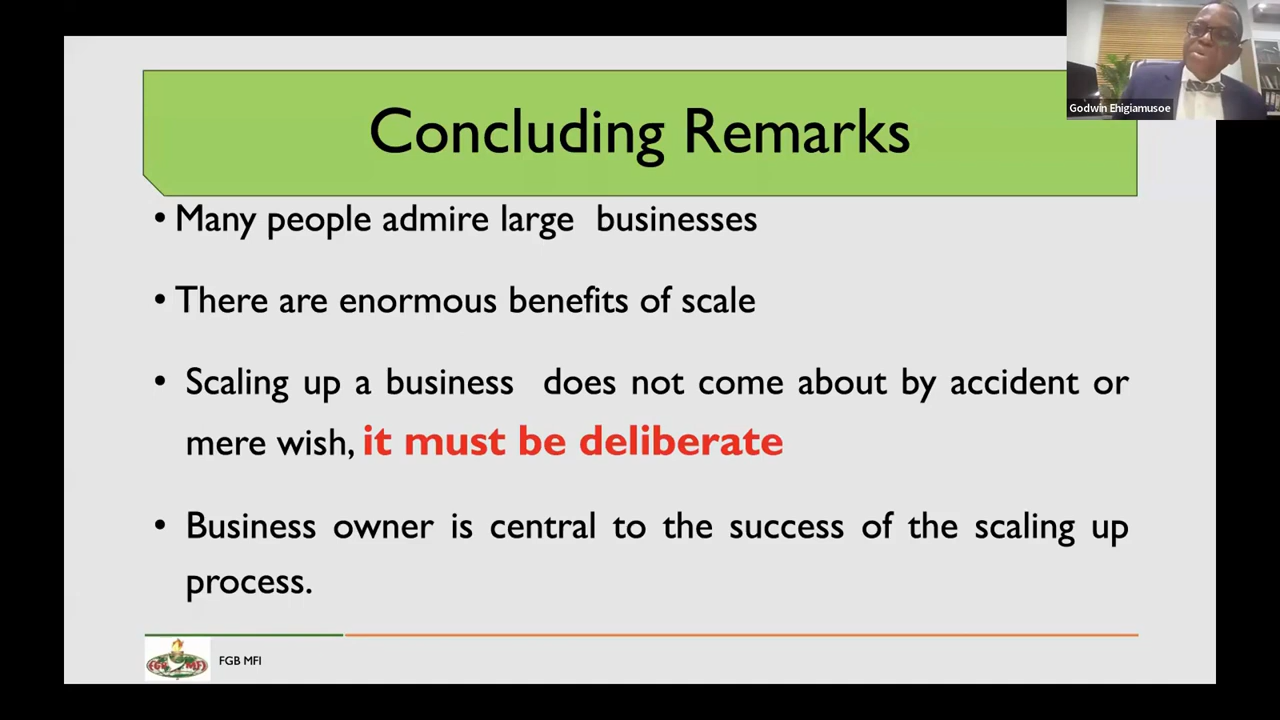 Godwin Ehigiamusoe
Concluding Remarks
• Many people admire large businesses
• There are enormous benefits of scale
• Scaling up a business does not come about by accident or
mere wish, it must be deliberate
• Business owner is central to the success of the scaling up
process.
FGB MFI
FGB MFI